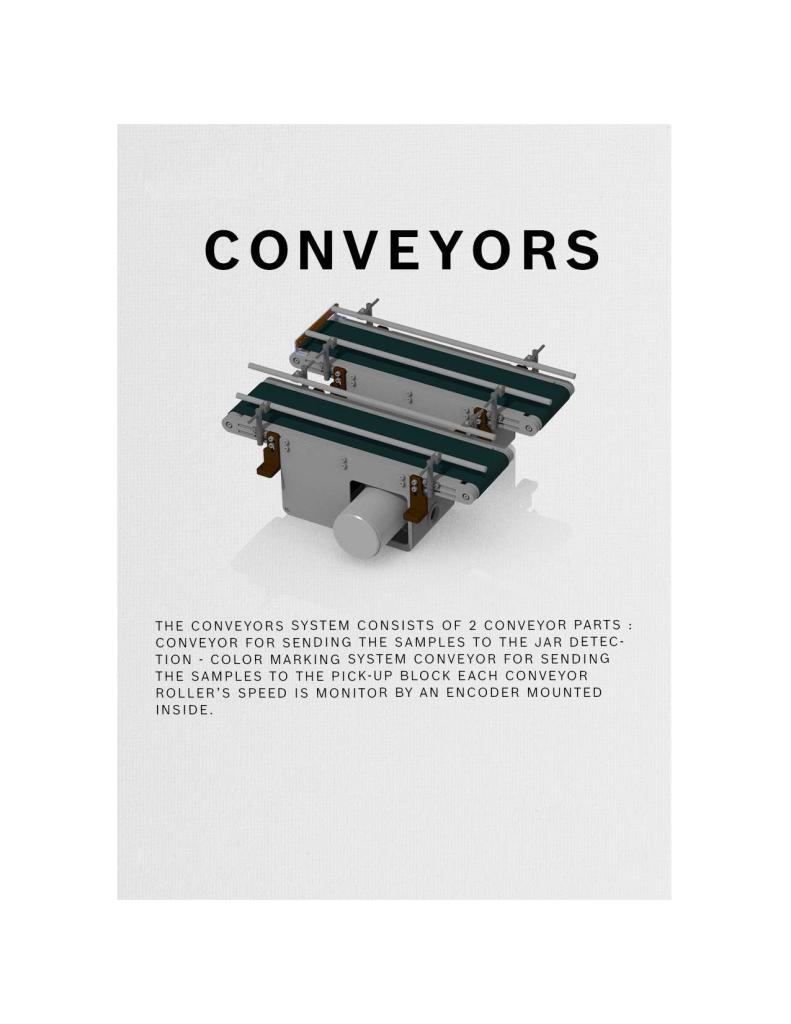 CONVEYORS
THE CONVEYORS SYSTEM CONSISTS OF 2 CONVEYOR PARTS :
CONVEYOR FOR SENDING THE SAMPLES TO THE JAR DETEC-
TION - COLOR MARKING SYSTEM CONVEYOR FOR SENDING
THE SAMPLES TO THE PICK-UP BLOCK EACH CONVEYOR
ROLLER'S SPEED IS MONITOR BY AN ENCODER MOUNTED
INSIDE.